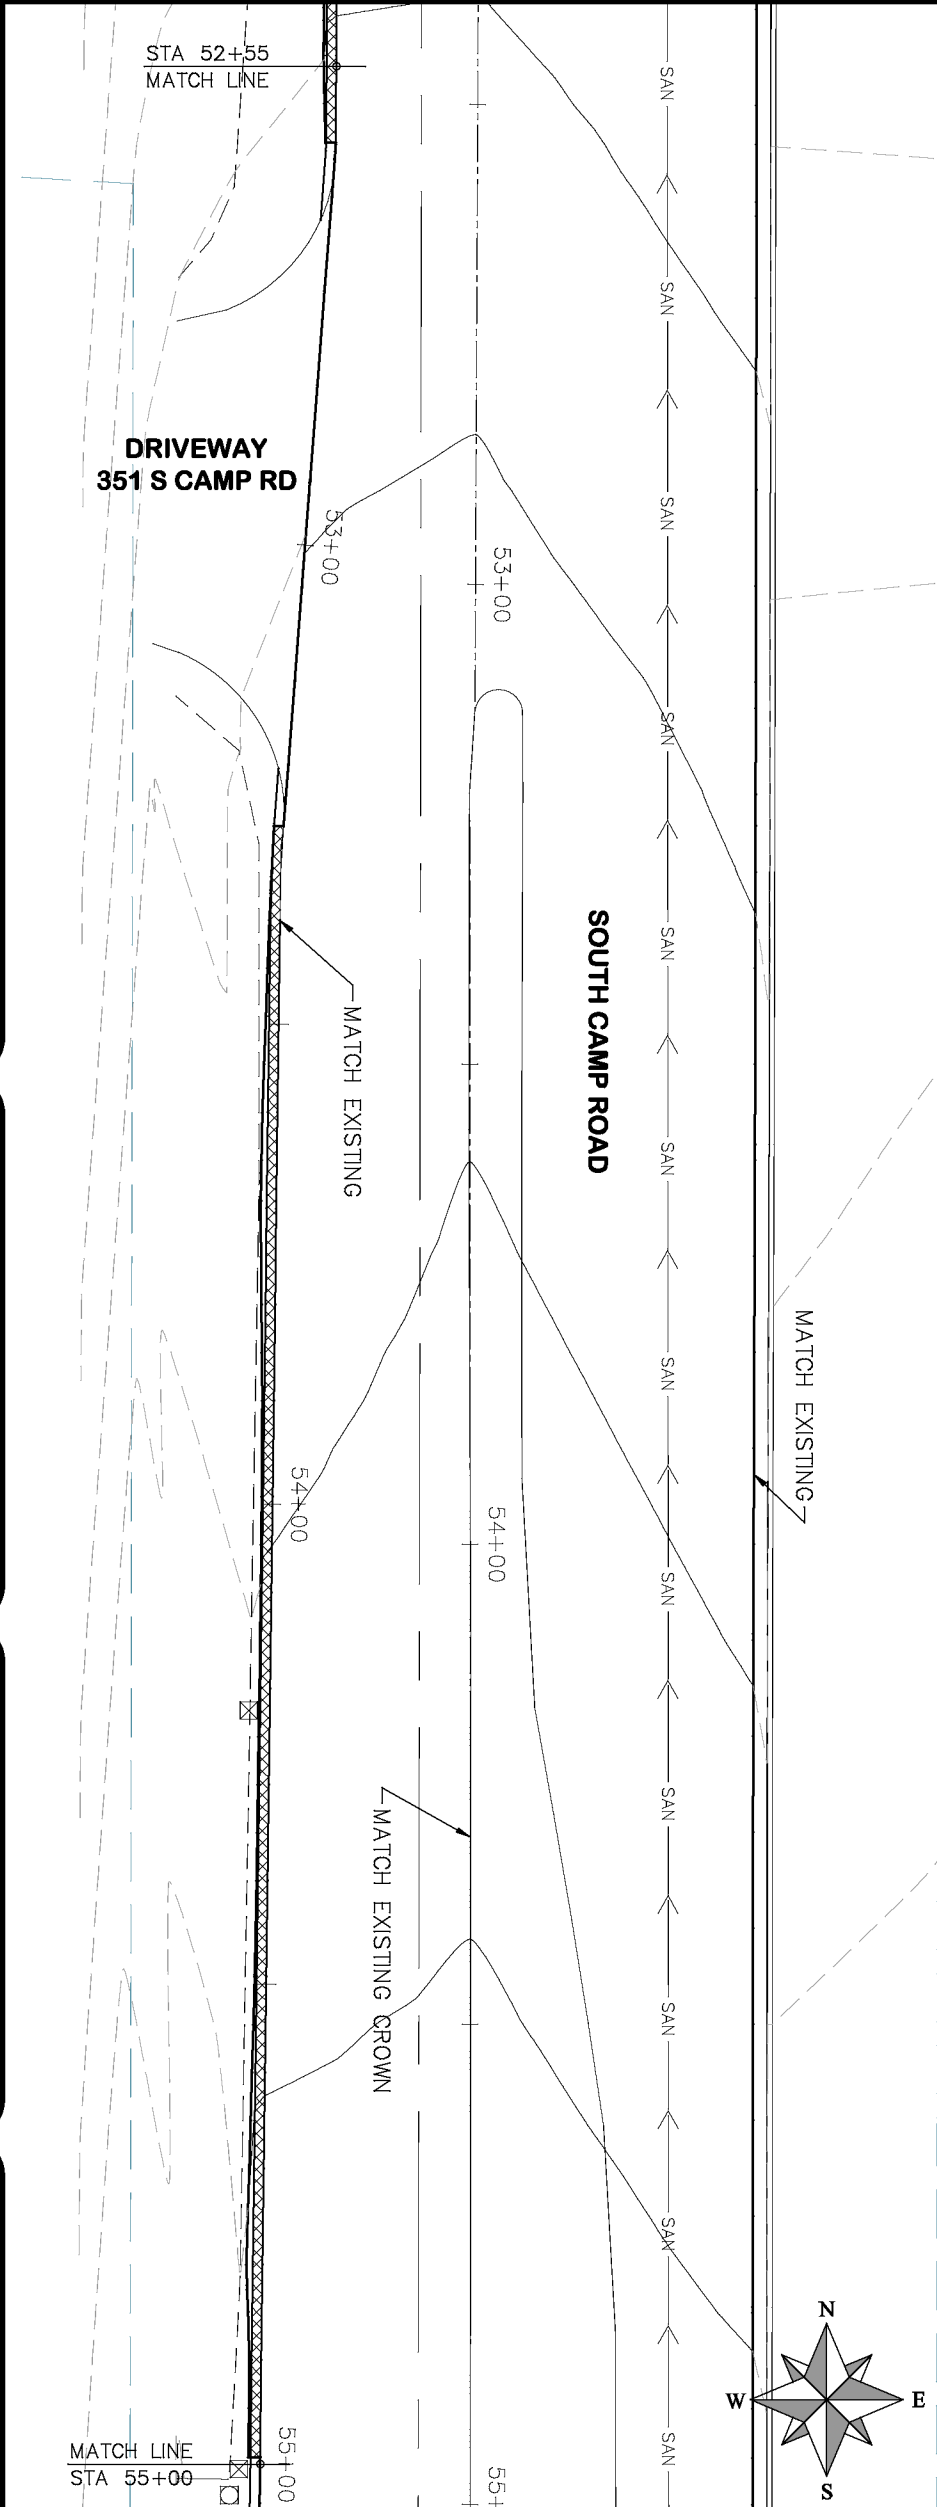 STA 52+55
MATCH LINE
SAN
SAN
DRIVEWAY
351 S CAMP RD
SAN
53+00
53+00
SAN
SOUTH CAMP ROAD
SAN
MATCH EXISTING
SAN
MATCH EXISTING
SAN
54+00
54+00
SAN
MATCH EXISTING CROWN
SAN
SAN
SAN
N
W
E
S
SAN
MATCH LINE
STA 55+00
55+00
55+